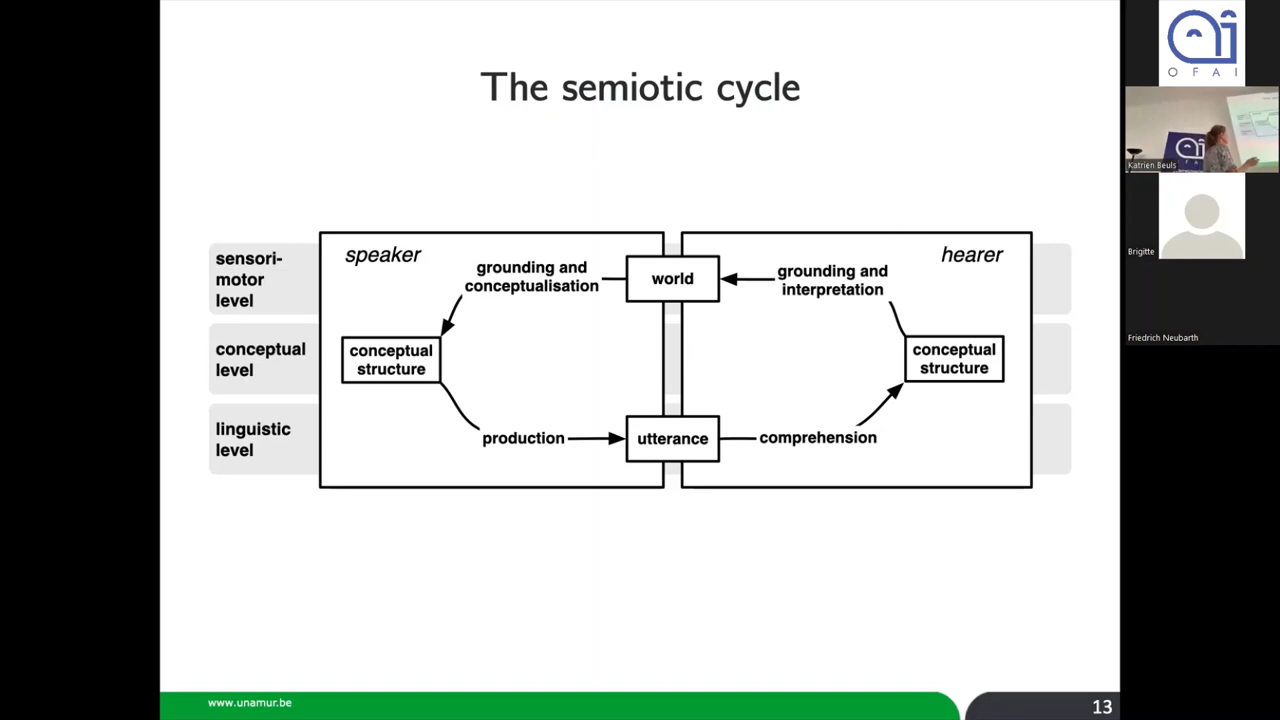 The semiotic cycle
sensori-
motor
level
conceptual
level
linguistic
level
speaker
grounding and
conceptualisation
world
grounding and
interpretation
hearer
conceptual
structure
conceptual
structure
production
utterance
comprehension
www.unamur.be
13
OFAI
Katrien Beuls
Brigitte
Friedrich Neubarth